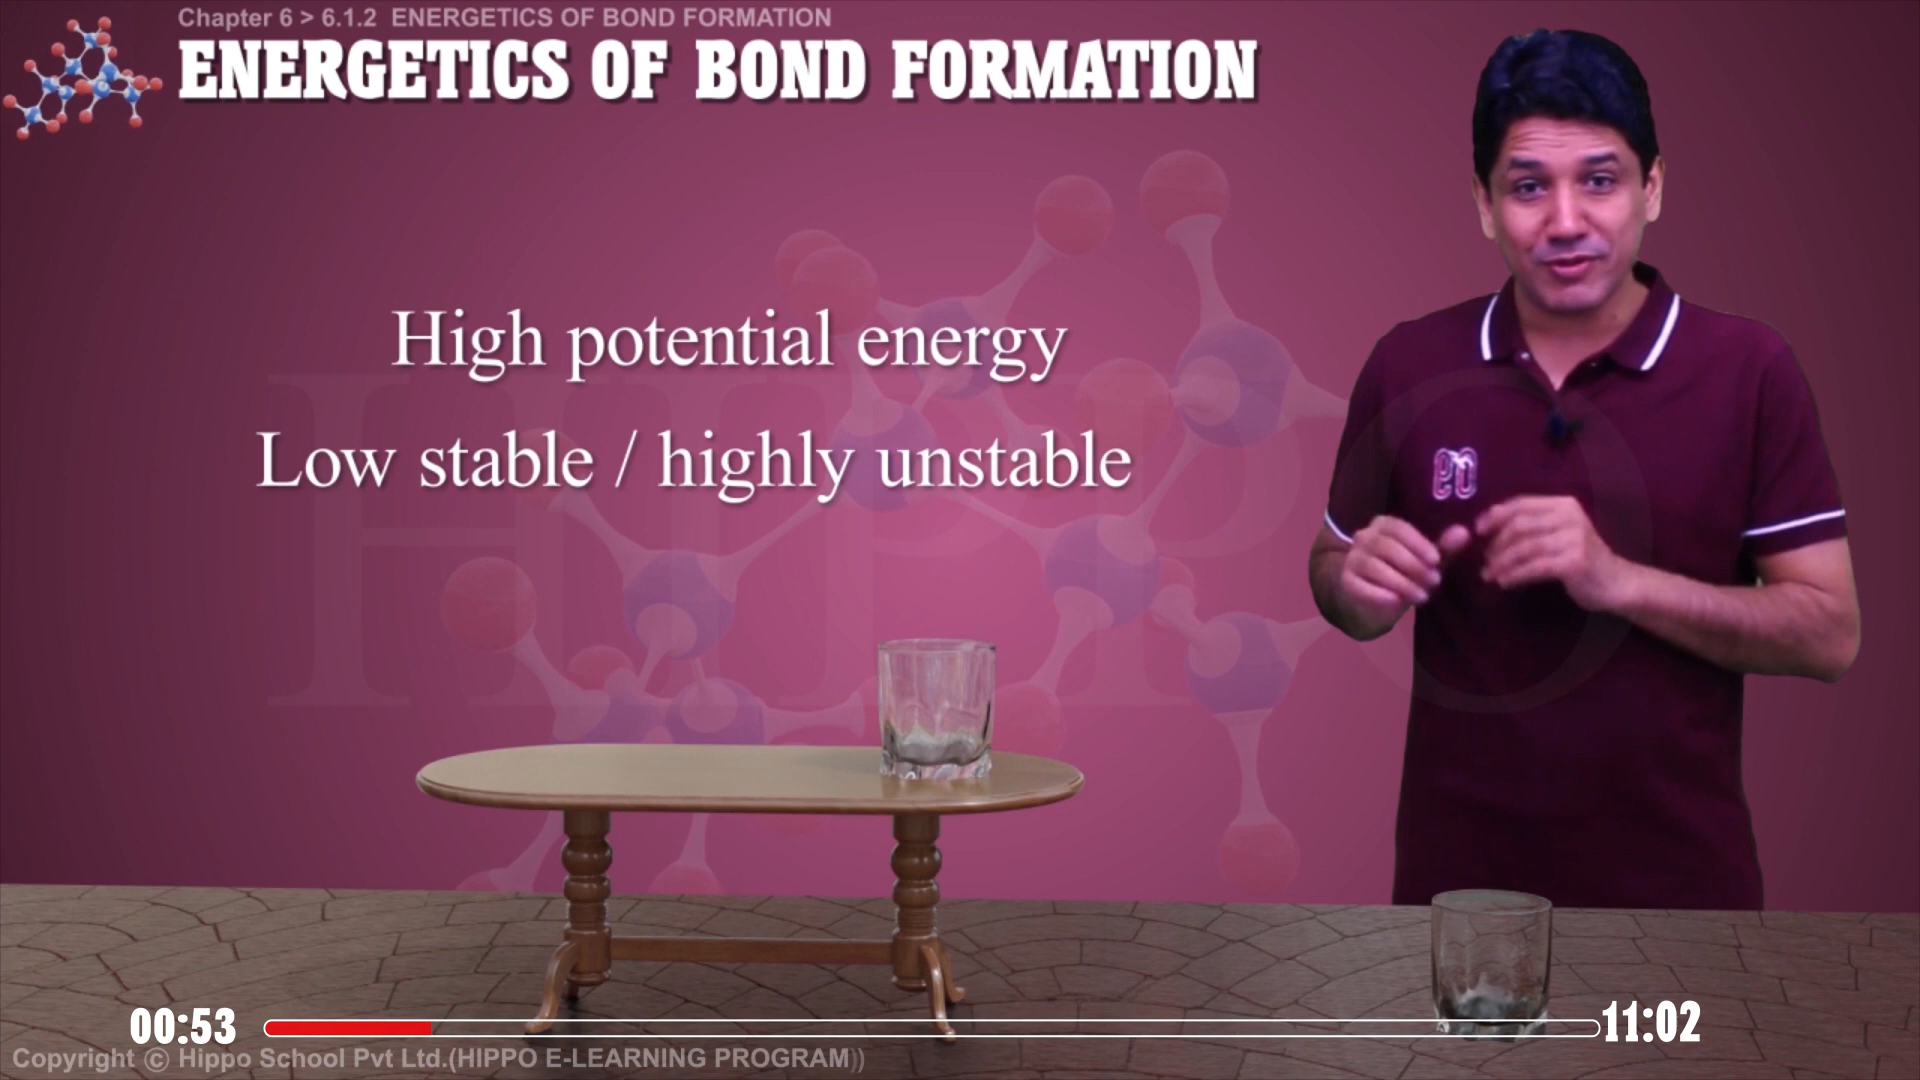 Chapter 6 > 6.1.2 ENERGETICS OF BOND FORMATION
ENERGETICS OF BOND FORMATION
High potential energy
Low stable / highly unstable
HIPPO
00:53
11:02
Copyright © Hippo School Pvt Ltd.(HIPPO E-LEARNING PROGRAM))